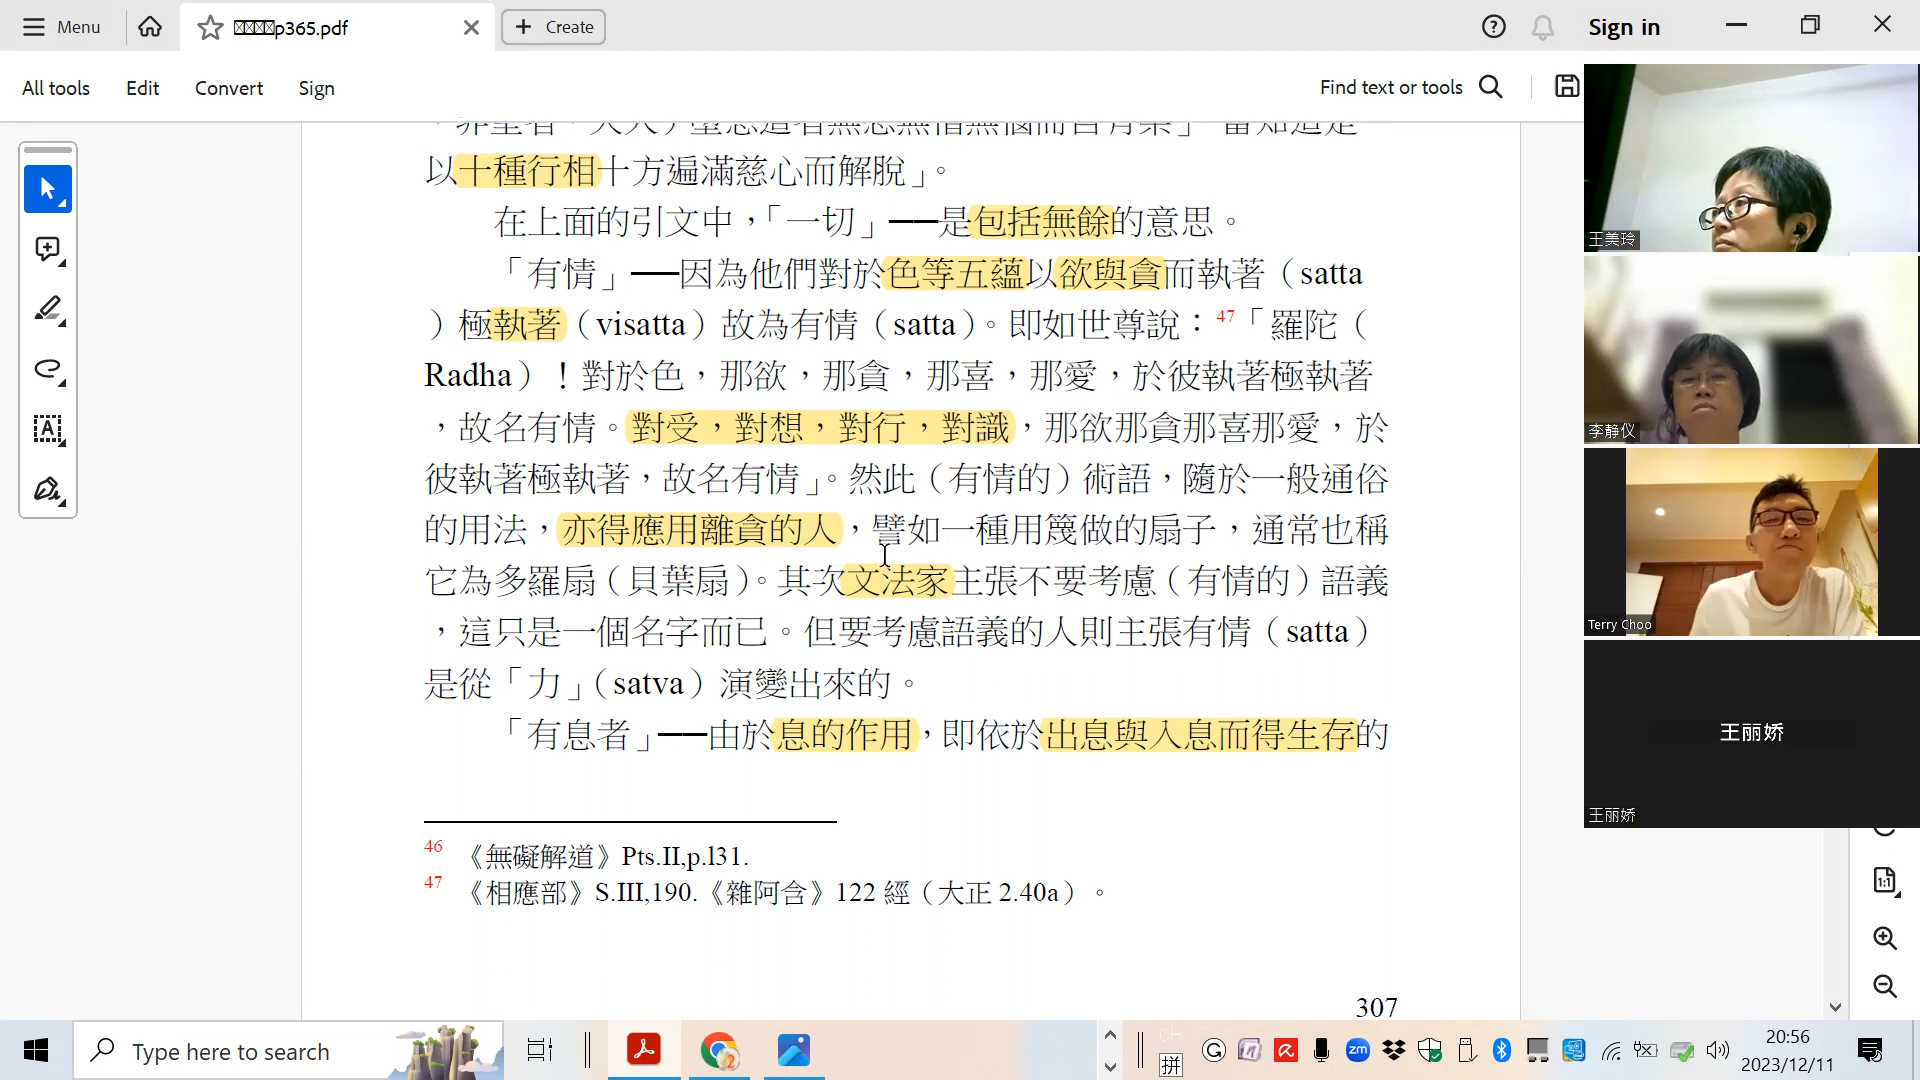 Menu
p365.pdf
Create
Sign in
All tools
Edit
Convert
Sign
Find text or tools
以十種行相十方遍滿慈心而解脫」。
在上面的引文中，「一切」──是包括無餘的意思。
「有情」──因為他們對於色等五蘊以欲與貪而執著（satta
）極執著（visatta）故為有情（satta）。即如世尊說：47「羅陀（
Radha）！對於色，那欲，那貪，那喜，那愛，於彼執著極執著
，故名有情。對受，對想，對行，對識，那欲那貪那喜那愛，於
彼執著極執著，故名有情」。然此（有情的）術語，隨於一般通俗
的用法，亦得應用離貪的人，譬如一種用篾做的扇子，通常也稱
它為多羅扇（貝葉扇）。其次文法家主張不要考慮（有情的）語義
，這只是一個名字而已。但要考慮語義的人則主張有情（satta）
是從「力」（satva）演變出來的。
「有息者」──由於息的作用，即依於出息與入息而得生存的
46 《無礙解道》Pts.II,p.l31.
47 《相應部》S.III,190.《雜阿含》122 經（大正 2.40a）。
307
王美玲
李静仪
Terry Choo
王丽娇
王丽娇
Type here to search
拼
zm
20:56
2023/12/11